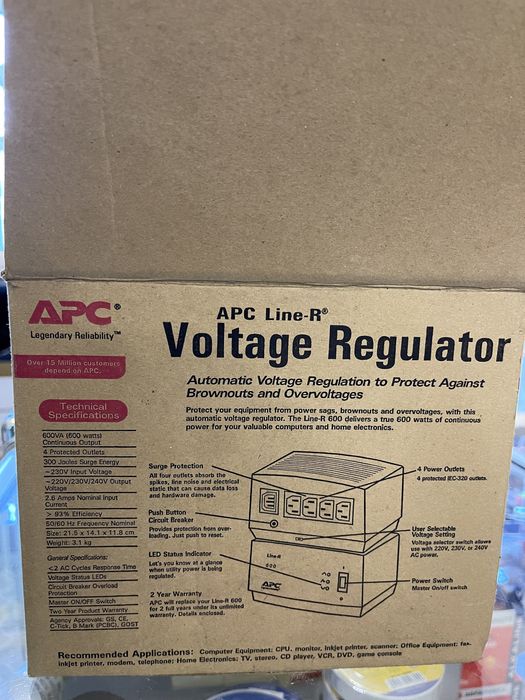 APC®
Legendary Reliability™
Over 15 Million customers
depend on APC.
Technical
Specifications
600VA (600 watts)
Continuous Output
4 Protected Outlets
300 Joules Surge Energy
~230V Input Voltage
~220V/230V/240V Output
Voltage
2.6 Amps Nominal Input
Current
> 93% Efficiency
50/60 Hz Frequency Nominal
Size: 21.5 x 14.1 x 11.8 cm
Weight: 3.1 kg
General Specifications:
<2 AC Cycles Response Time
Voltage Status LEDs
Circuit Breaker Overload
Protection
Master ON/OFF Switch
Two Year Product Warranty
Agency Approvals: GS, CE,
C-Tick, B Mark (PCBC), GOST
APC Line-R®
Voltage Regulator
Automatic Voltage Regulation to Protect Against
Brownouts and Overvoltages
Protect your equipment from power sags, brownouts and overvoltages, with this
automatic voltage regulator. The Line-R 600 delivers a true 600 watts of continuous
power for your valuable computers and home electronics.
Surge Protection
All four outlets absorb the
spikes, line noise and electrical
static that can cause data loss
and hardware damage.
Push Button
Circuit Breaker
Provides protection from over-
loading. Just push to reset.
LED Status Indicator
Let's you know at a glance
when utility power is being
regulated.
2 Year Warranty
APC will replace your Line-R 600
for 2 full years under its unlimited
warranty. Details enclosed.
Line-R
600
APC
4 Power Outlets
4 protected IEC-320 outlets.
User Selectable
Voltage Setting
Voltage selector switch allows
use with 220V, 230V, or 240V
AC power.
Power Switch
Master On/off switch
Recommended Applications: Computer Equipment: CPU, monitor, inkjet printer, scanner; Office Equipment: fax,
inkjet printer, modem, telephone; Home Electronics: TV, stereo, CD player, VCR, DVD, game console